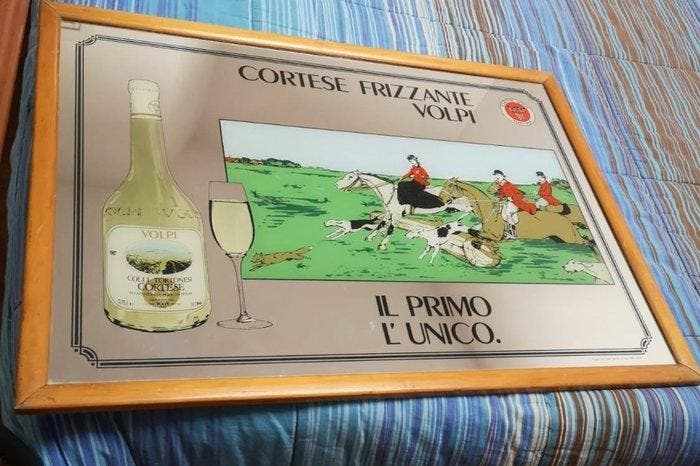 CORTESE FRIZZANTE
VOLPI
VOLPI
COLLI TORTONESI
CORTESE
IL PRIMO
L'UNICO.